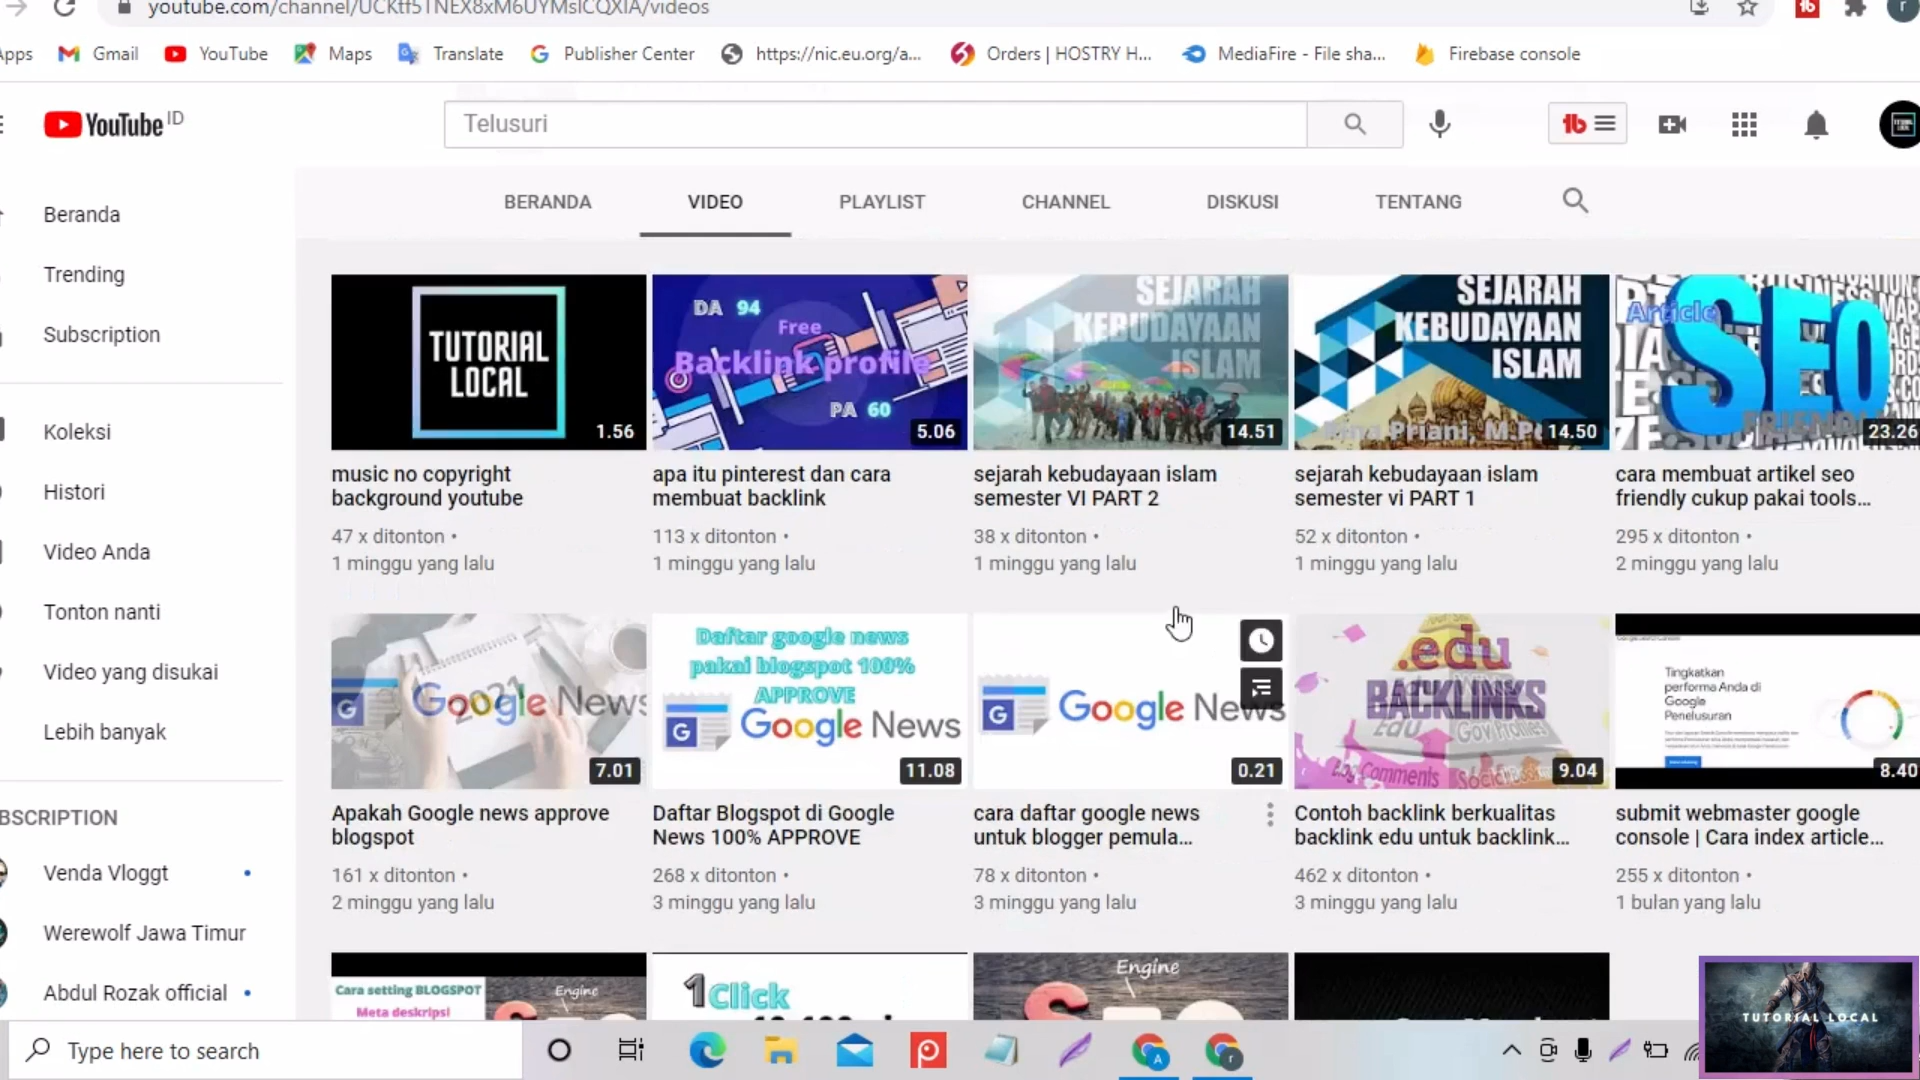 youtube.com/channel/UCKtf5TNEX8xM6UYMslCQXIA/videos
Gmail YouTube Maps Translate Publisher Center https://nic.eu.org/a... Orders | HOSTRY H... MediaFire - File sha... Firebase console
YouTube ID
Telusuri
BERANDA VIDEO PLAYLIST CHANNEL DISKUSI TENTANG
Beranda
Trending
Subscription
Koleksi
Histori
Video Anda
Tonton nanti
Video yang disukai
Lebih banyak
BSCRIPTION
Venda Vloggt
Werewolf Jawa Timur
Abdul Rozak official
TUTORIAL
LOCAL
1.56
music no copyright
background youtube
47 x ditonton •
1 minggu yang lalu
DA 94
Free
Backlink profile
PA 60
5.06
apa itu pinterest dan cara
membuat backlink
113 x ditonton •
1 minggu yang lalu
SEJARAH
KEBUDAYAAN
ISLAM
14.51
sejarah kebudayaan islam
semester VI PART 2
38 x ditonton •
1 minggu yang lalu
SEJARAH
KEBUDAYAAN
ISLAM
Priani, M.P
14.50
sejarah kebudayaan islam
semester vi PART 1
52 x ditonton •
1 minggu yang lalu
Article
SEO
FRIENDLY
23.26
cara membuat artikel seo
friendly cukup pakai tools...
295 x ditonton •
2 minggu yang lalu
2021
Google News
7.01
Apakah Google news approve
blogspot
161 x ditonton •
2 minggu yang lalu
Daftar google news
pakai blogspot 100%
APPROVE
Google News
11.08
Daftar Blogspot di Google
News 100% APPROVE
268 x ditonton •
3 minggu yang lalu
Google News
0.21
cara daftar google news
untuk blogger pemula...
78 x ditonton •
3 minggu yang lalu
.edu
BACKLINKS
Edu Gov Profiles
Blog Comments
9.04
Contoh backlink berkualitas
backlink edu untuk backlink...
462 x ditonton •
3 minggu yang lalu
Tingkatkan
performa Anda di
Google
Penelusuran
8.40
submit webmaster google
console | Cara index article...
255 x ditonton •
1 bulan yang lalu
Cara setting BLOGSPOT
Meta deskripsi
Engine
1Click
Engine
TUTORIAL LOCAL
Type here to search